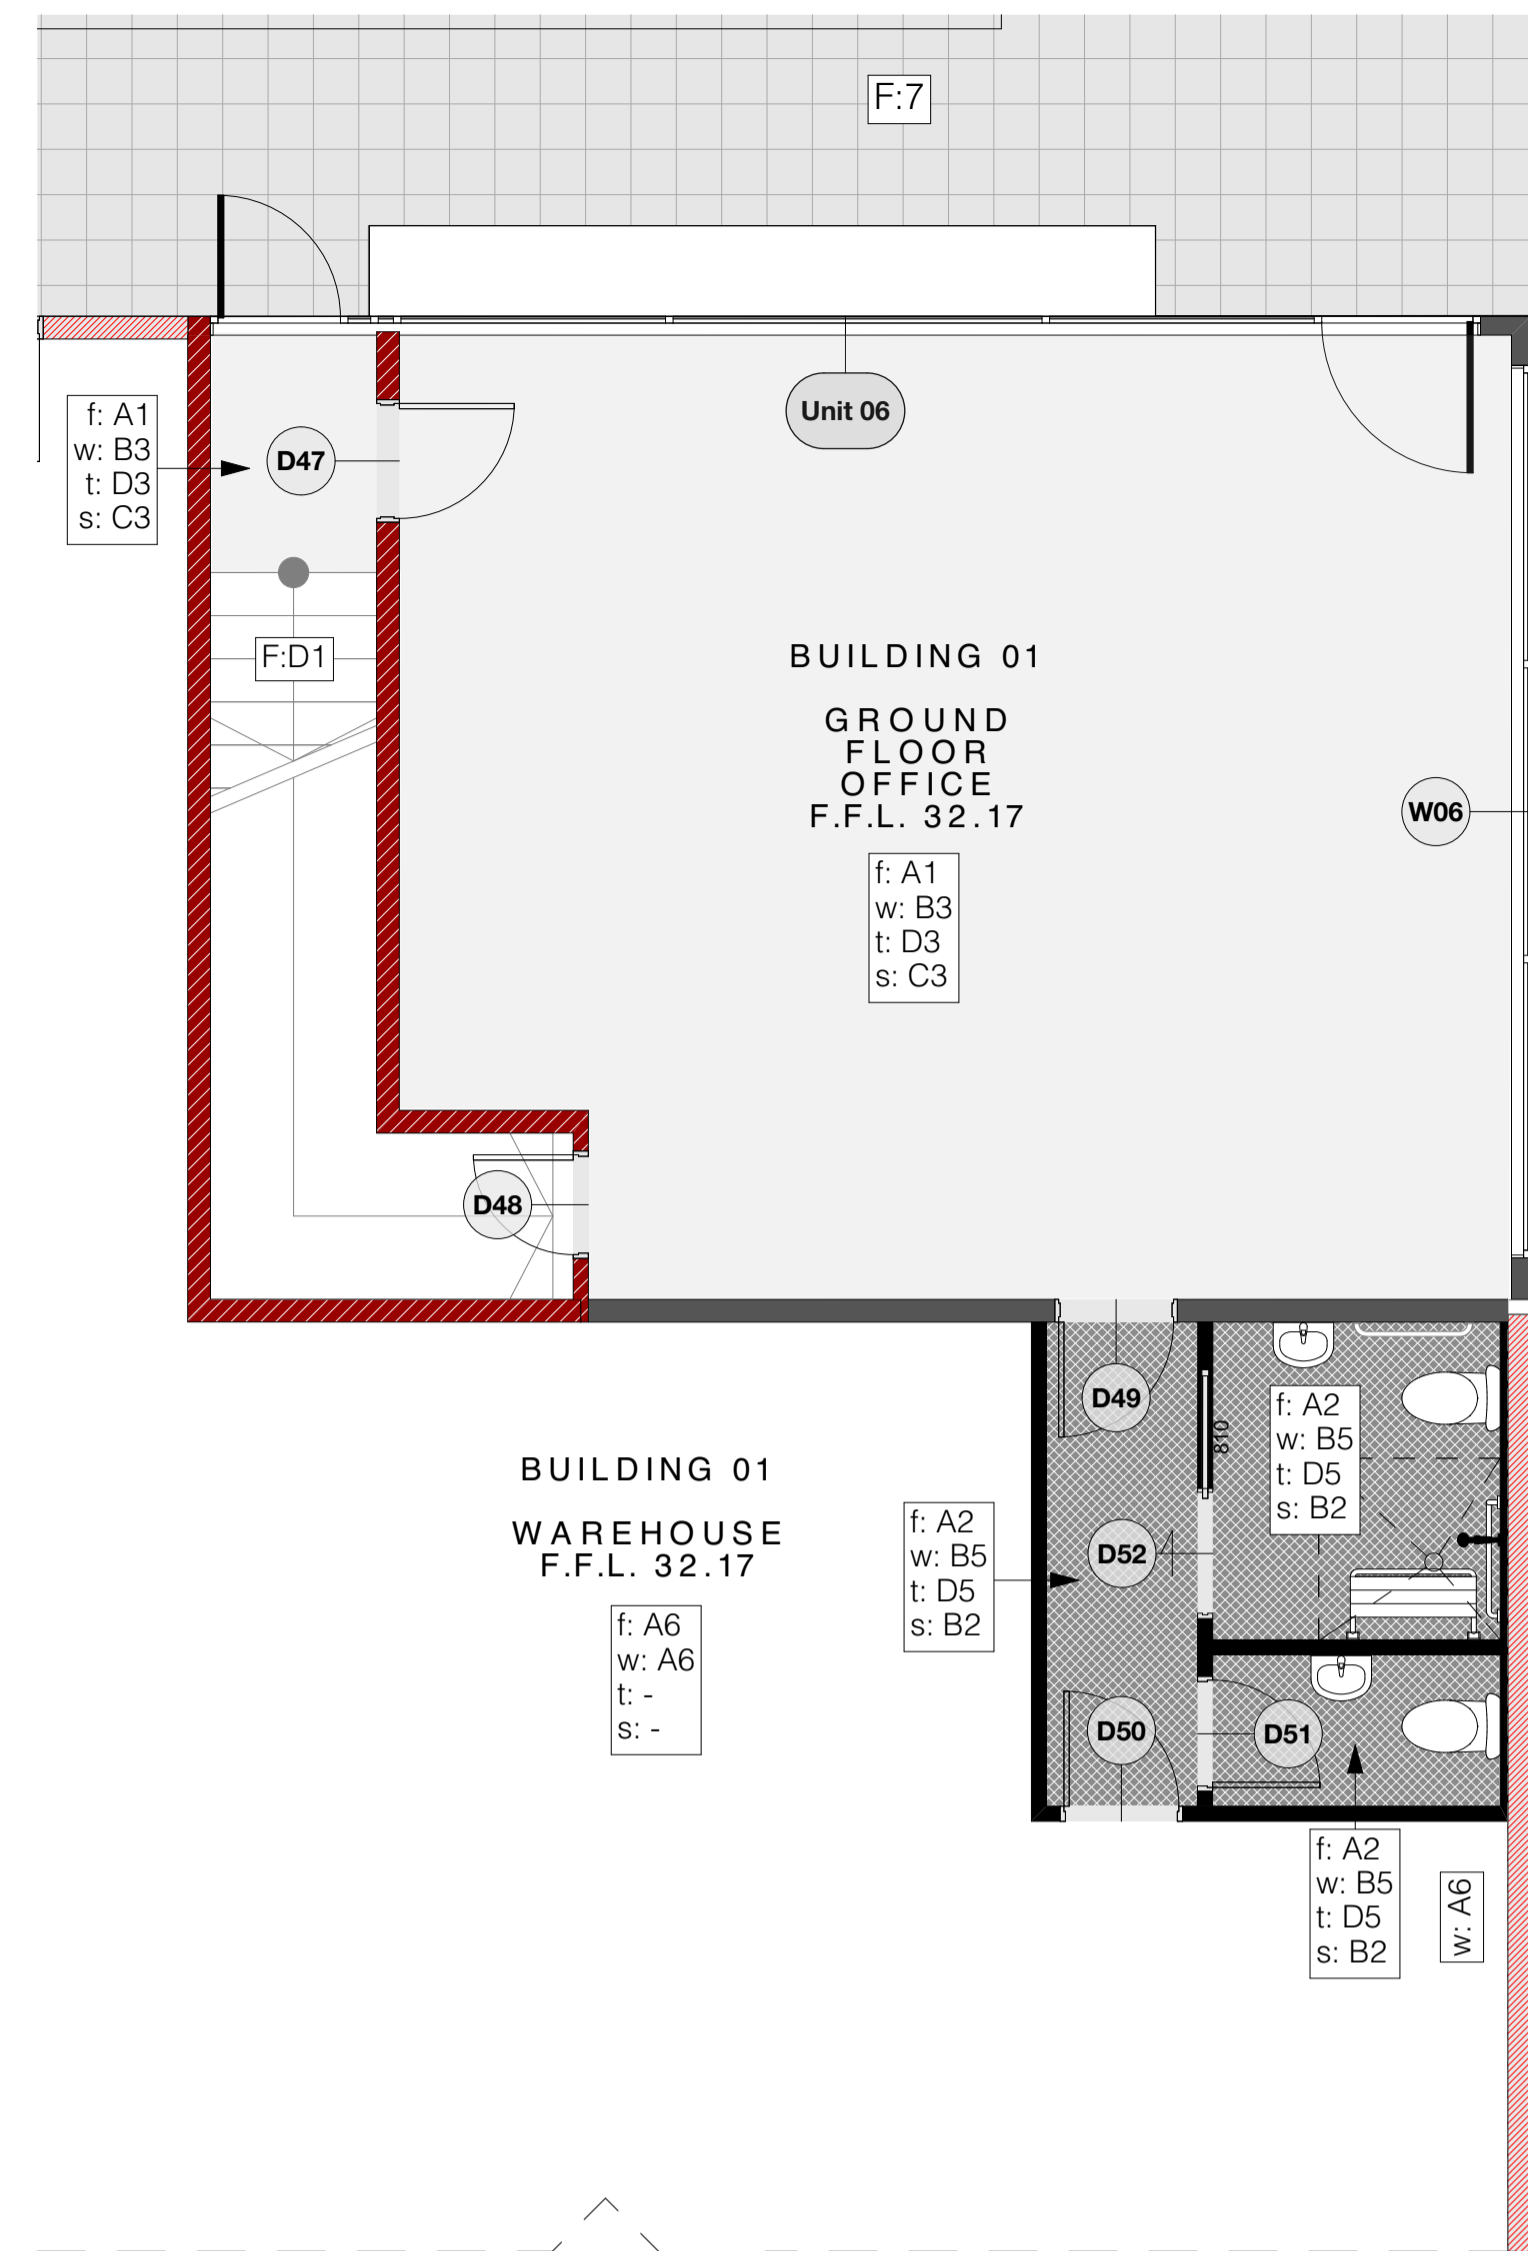 F:7
Unit 06
f: A1
w: B3
t: D3
s: C3
D47
F:D1
BUILDING 01
GROUND
FLOOR
OFFICE
F.F.L. 32.17
f: A1
w: B3
t: D3
s: C3
W06
D48
D49
810
f: A2
w: B5
t: D5
s: B2
BUILDING 01
WAREHOUSE
F.F.L. 32.17
f: A6
w: A6
t: -
s: -
f: A2
w: B5
t: D5
s: B2
D52
D50
D51
f: A2
w: B5
t: D5
s: B2
w: A6